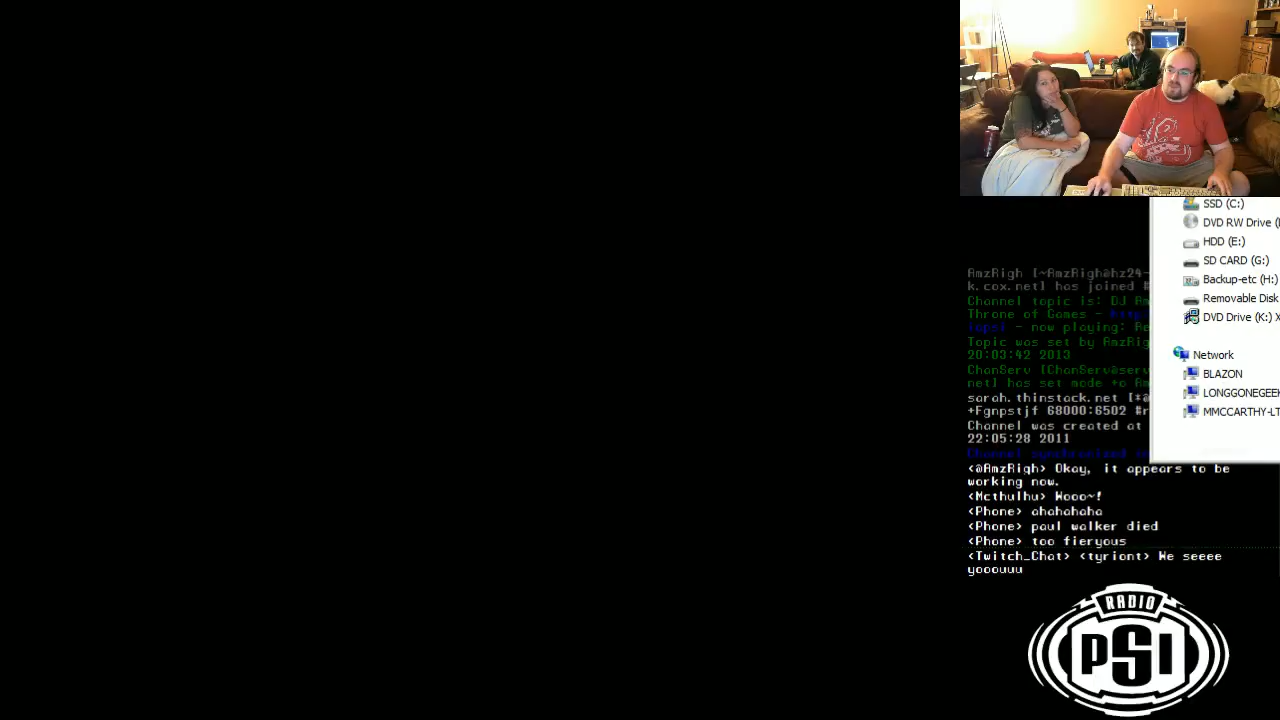 SSD (C:)
DVD RW Drive (
HDD (E:)
SD CARD (G:)
Backup-etc (H:)
Removable Disk
DVD Drive (K:) X
Network
BLAZON
LONGGONEGEEK
MMCCARTHY-LT
AmzRigh [~AmzRigh@hz24-
k.cox.net] has joined #
Channel topic is: DJ Am
Throne of Games -
- now playing: Re
Topic was set by AmzRig
20:03:42 2013
ChanServ [ChanServ@serv
net] has set mode +o Am
sarah.thinstack.net [*@
+Fgnpstjf 68000:6502 #r
Channel was created at
22:05:28 2011
Channel synchronized
<@AmzRigh> Okay, it appears to be
working now.
<Mcthulhu> Wooo~!
<Phone> ahahahaha
<Phone> paul walker died
<Phone> too fieryous
<Twitch_Chat> <tyriont> We seeee
yooouuu
RADIO
PSI